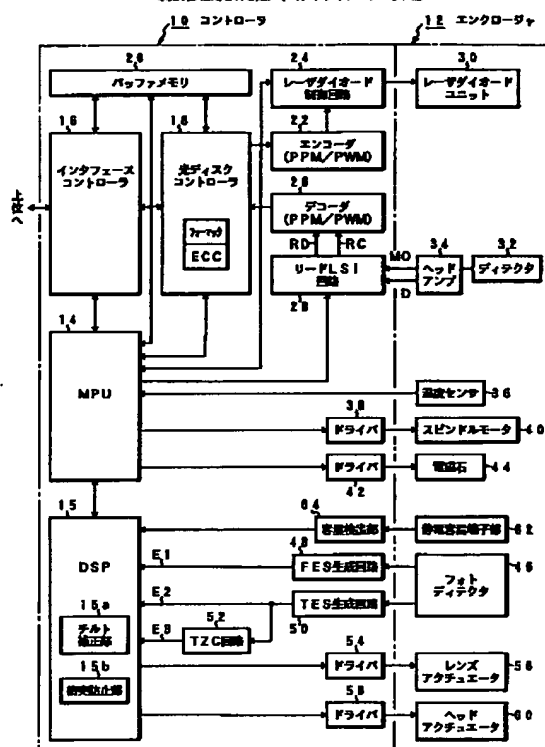 10 コントローラ
12 エンクロージャ
26
バッファメモリ
24
レーザダイオード
制御回路
30
レーザダイオード
ユニット
16
インタフェース
コントローラ
18
光ディスク
コントローラ
フォーマッタ
ECC
22
エンコーダ
(PPM/PWM)
26
デコーダ
(PPM/PWM)
RD
RC
リードLSI
回路
28
MO
ID
34
ヘッド
アンプ
32
ディテクタ
14
MPU
温度センサ
36
38
ドライバ
スピンドルモータ
40
ドライバ
42
電磁石
44
15
DSP
15a
チルト
修正部
15b
衝突防止部
64
容量検出部
静電容量端子部
62
E1
48
FES生成回路
フォト
ディテクタ
46
E2
TES生成回路
50
E3
52
TZC回路
54
ドライバ
レンズ
アクチュエータ
56
58
ドライバ
ヘッド
アクチュエータ
60